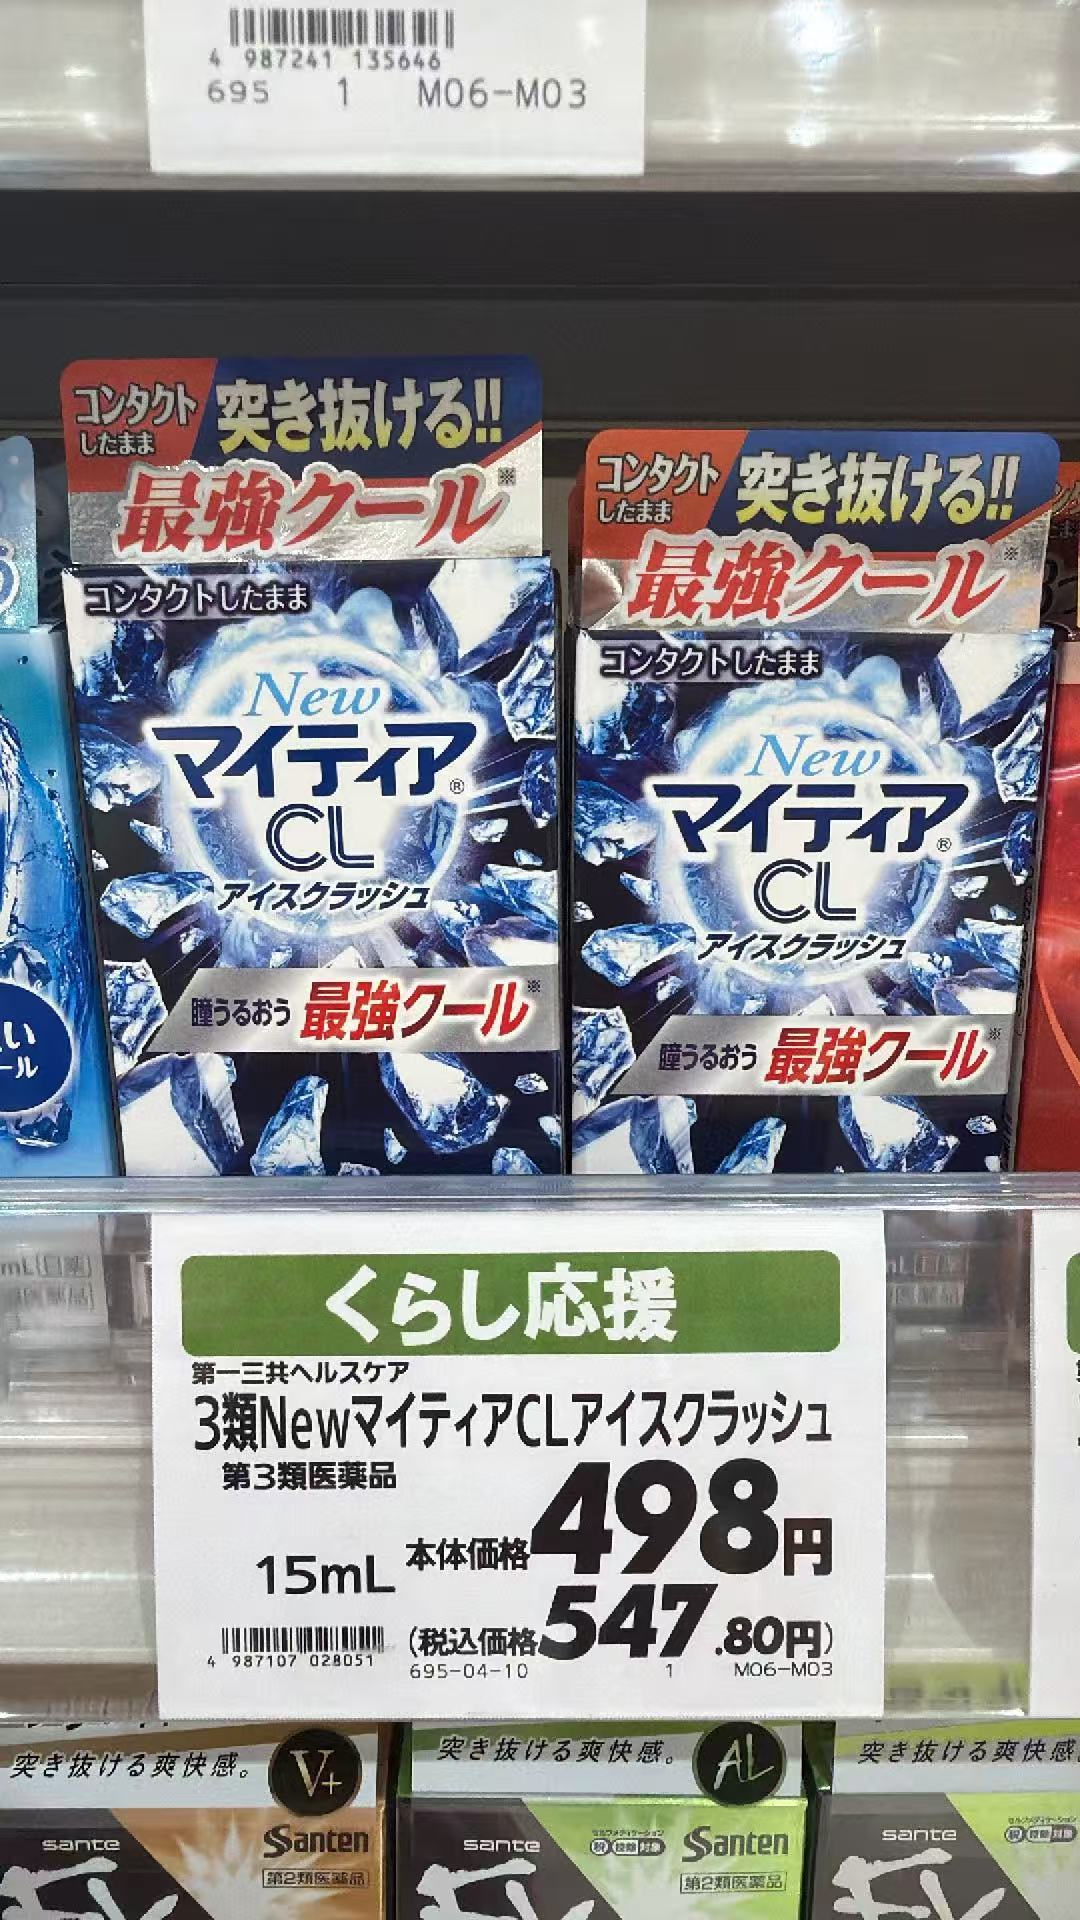 4 987241 135646
695 1 M06-M03
コンタクト
したまま
突き抜ける!!
最強クール※
コンタクトしたまま
New
マイティア®
CL
アイスクラッシュ
瞳うるおう 最強クール※
コンタクト
したまま
突き抜ける!!
最強クール※
コンタクトしたまま
New
マイティア®
CL
アイスクラッシュ
瞳うるおう 最強クール※
くらし応援
第一三共ヘルスケア
3類NewマイティアCLアイスクラッシュ
第3類医薬品
15mL 本体価格498円
(税込価格547.80円)
4 987107 028051
695-04-10 1 M06-M03
突き抜ける爽快感。
V+
sante
Santen
第2類医薬品
突き抜ける爽快感。
AL
sante
Santen
第2類医薬品
突き抜ける爽快感
sante